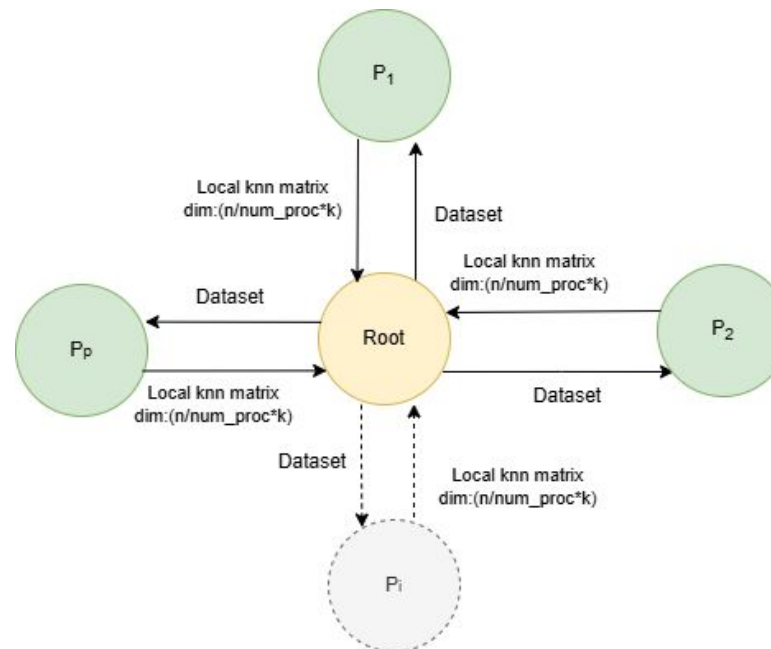 P1
Local knn matrix
dim:(n/num_proc*k)
Dataset
Local knn matrix
dim:(n/num_proc*k)
Dataset
Root
P2
Pp
Local knn matrix
dim:(n/num_proc*k)
Dataset
Dataset
Local knn matrix
dim:(n/num_proc*k)
Pi